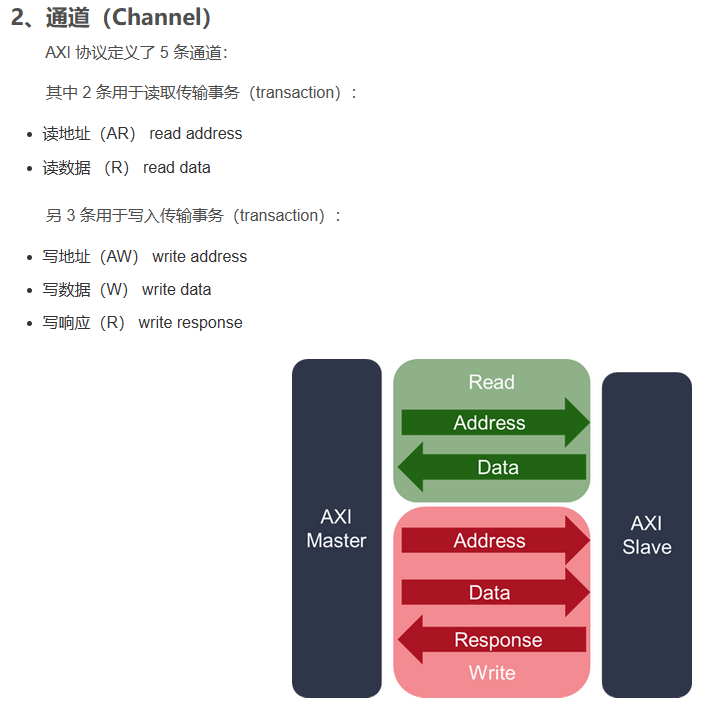 2、通道（Channel）
AXI 协议定义了 5 条通道：
其中 2 条用于读取传输事务（transaction）：
读地址（AR） read address
读数据 （R） read data
另 3 条用于写入传输事务（transaction）：
写地址（AW） write address
写数据（W） write data
写响应（R） write response
Read
Address
Data
AXI
Master
Address
Data
Response
Write
AXI
Slave